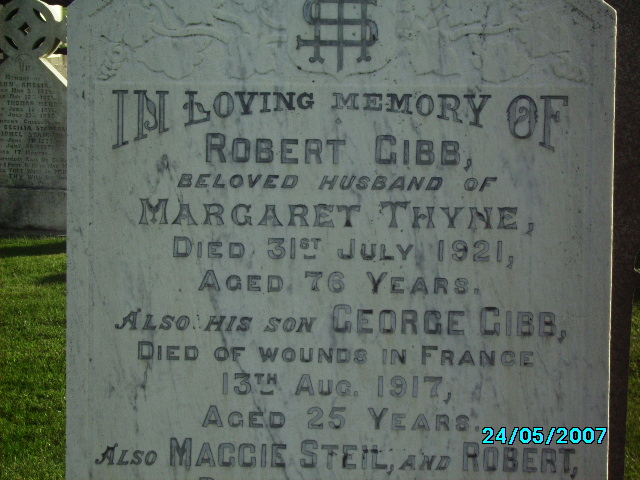 IHS
IN LOVING MEMORY OF
ROBERT GIBB,
BELOVED HUSBAND OF
MARGARET THYNE,
DIED 31ST JULY 1921,
AGED 76 YEARS.
ALSO HIS SON GEORGE GIBB,
DIED OF WOUNDS IN FRANCE
13TH AUG. 1917,
AGED 25 YEARS.
ALSO MAGGIE STEIL, AND ROBERT,
24/05/2007